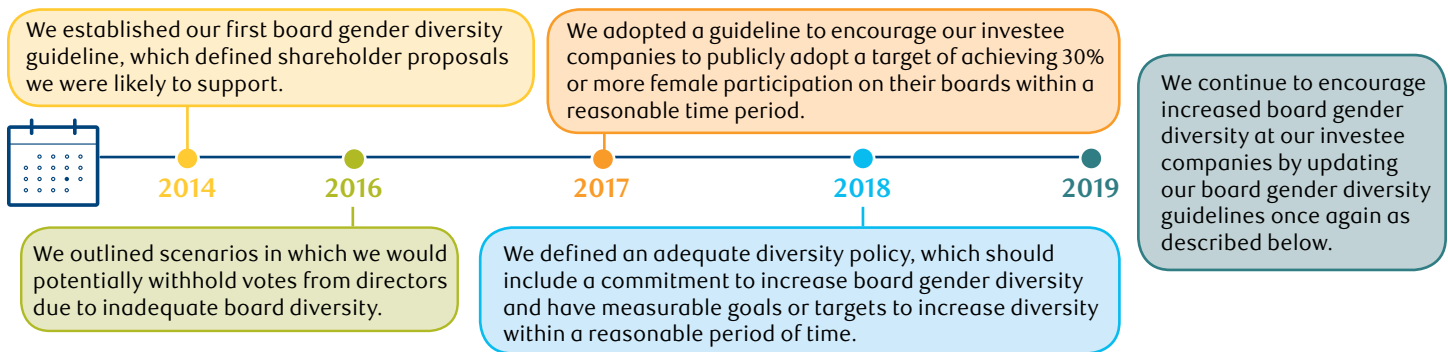 We established our first board gender diversity
guideline, which defined shareholder proposals
we were likely to support.
We adopted a guideline to encourage our investee
companies to publicly adopt a target of achieving 30%
or more female participation on their boards within a
reasonable time period.
We continue to encourage
increased board gender
diversity at our investee
companies by updating
our board gender diversity
guidelines once again as
described below.
2014
2016
2017
2018
2019
We outlined scenarios in which we would
potentially withhold votes from directors
due to inadequate board diversity.
We defined an adequate diversity policy, which should
include a commitment to increase board gender diversity
and have measurable goals or targets to increase diversity
within a reasonable period of time.